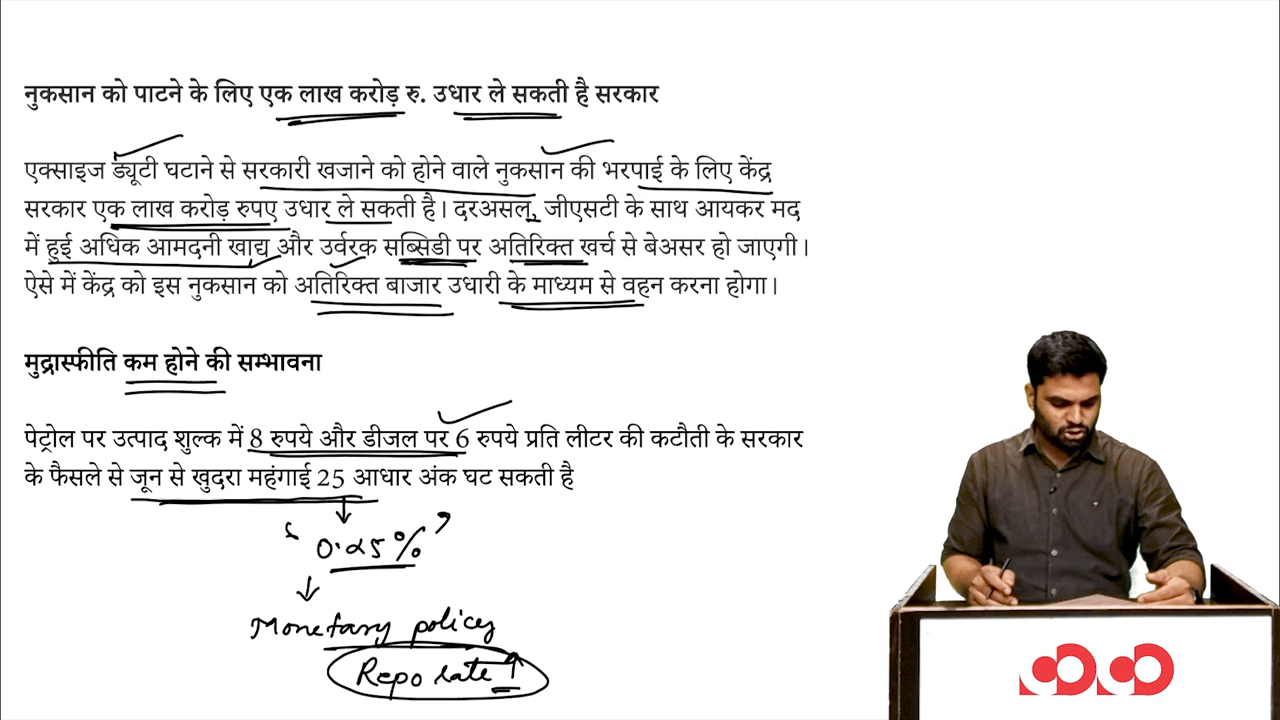 नुकसान को पाटने के लिए एक लाख करोड़ रु. उधार ले सकती है सरकार
एक्साइज ड्यूटी घटाने से सरकारी खजाने को होने वाले नुकसान की भरपाई के लिए केंद्र
सरकार एक लाख करोड़ रुपए उधार ले सकती है। दरअसल, जीएसटी के साथ आयकर मद
में हुई अधिक आमदनी खाद्य और उर्वरक सब्सिडी पर अतिरिक्त खर्च से बेअसर हो जाएगी।
ऐसे में केंद्र को इस नुकसान को अतिरिक्त बाजार उधारी के माध्यम से वहन करना होगा।
मुद्रास्फीति कम होने की सम्भावना
पेट्रोल पर उत्पाद शुल्क में 8 रुपये और डीजल पर 6 रुपये प्रति लीटर की कटौती के सरकार
के फैसले से जून से खुदरा महंगाई 25 आधार अंक घट सकती है
0.25%
Monetary policy
Repo rate ↑